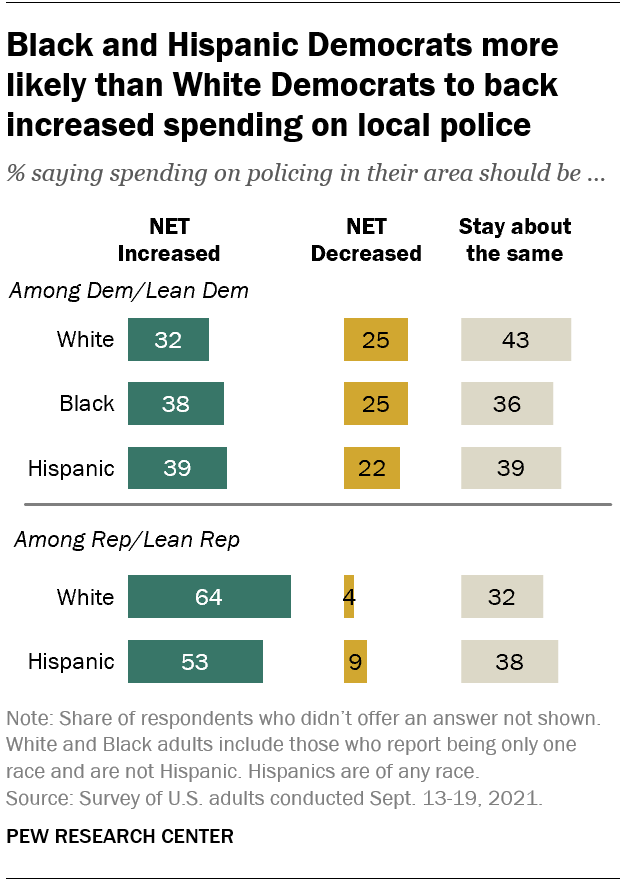 Black and Hispanic Democrats more
likely than White Democrats to back
increased spending on local police
% saying spending on policing in their area should be ...
NET Increased NET Decreased Stay about the same
Among Dem/Lean Dem
White 32 25 43
Black 38 25 36
Hispanic 39 22 39
Among Rep/Lean Rep
White 64 4 32
Hispanic 53 9 38
Note: Share of respondents who didn't offer an answer not shown.
White and Black adults include those who report being only one
race and are not Hispanic. Hispanics are of any race.
Source: Survey of U.S. adults conducted Sept. 13-19, 2021.
PEW RESEARCH CENTER